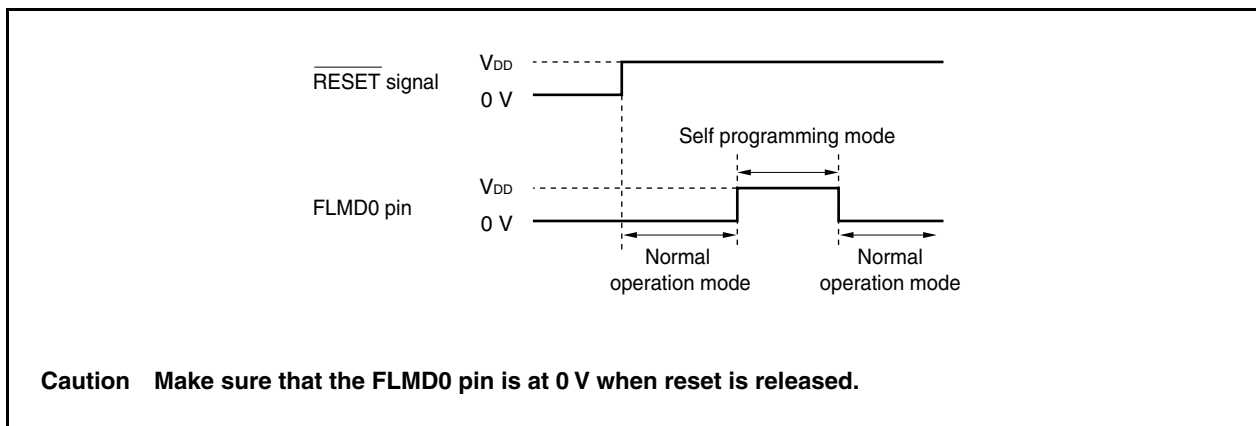 VDD
RESET signal
0 V
Self programming mode
VDD
FLMD0 pin
0 V
Normal
operation mode
Normal
operation mode
Caution Make sure that the FLMD0 pin is at 0 V when reset is released.